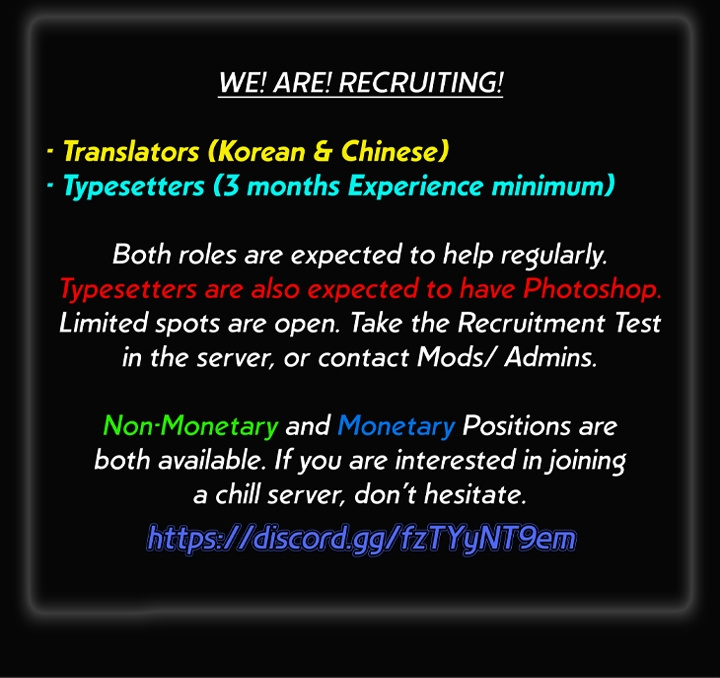 WE! ARE! RECRUITING!
- Translators (Korean & Chinese)
- Typesetters (3 months Experience minimum)
Both roles are expected to help regularly.
Typesetters are also expected to have Photoshop.
Limited spots are open. Take the Recruitment Test
in the server, or contact Mods/ Admins.
Non-Monetary and Monetary Positions are
both available. If you are interested in joining
a chill server, don't hesitate.
https://discord.gg/fzTYyNT9em